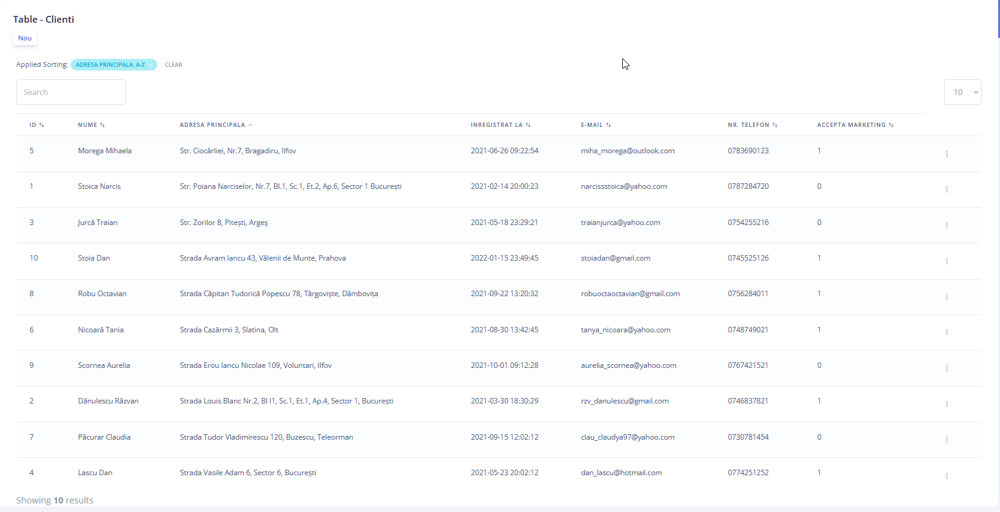 Table - Clienti
Nou
Applied Sorting: ADRESA PRINCIPALA: A-Z × CLEAR
Search 10
ID NUME ADRESA PRINCIPALA INREGISTRAT LA E-MAIL NR. TELEFON ACCEPTA MARKETING
5 Morega Mihaela Str. Ciocârliei, Nr.7, Bragadiru, Ilfov 2021-06-26 09:22:54 miha_morega@outlook.com 0783690123 1
1 Stoica Narcis Str. Poiana Narciselor, Nr.7, Bl.1, Sc.1, Et.2, Ap.6, Sector 1 București 2021-02-14 20:00:23 narcissstoica@yahoo.com 0787284720 0
3 Jurcă Traian Str. Zorilor 8, Pitești, Argeș 2021-05-18 23:29:21 traianjurca@yahoo.com 0754255216 0
10 Stoia Dan Strada Avram Iancu 43, Vălenii de Munte, Prahova 2022-01-15 23:49:45 stoiadan@gmail.com 0745525126 1
8 Robu Octavian Strada Căpitan Tudorică Popescu 78, Târgoviște, Dâmbovița 2021-09-22 13:20:32 robuoctaoctavian@gmail.com 0756284011 1
6 Nicoară Tania Strada Cazărmii 3, Slatina, Olt 2021-08-30 13:42:45 tanya_nicoara@yahoo.com 0748749021 1
9 Scornea Aurelia Strada Erou Iancu Nicolae 109, Voluntari, Ilfov 2021-10-01 09:12:28 aurelia_scornea@yahoo.com 0767421521 0
2 Dănulescu Răzvan Strada Louis Blanc Nr.2, Bl I1, Sc.1, Et.1, Ap.4, Sector 1, București 2021-03-30 18:30:29 rzv_danulescu@gmail.com 0746837821 1
7 Păcurar Claudia Strada Tudor Vladimirescu 120, Buzescu, Teleorman 2021-09-15 12:02:12 clau_claudya97@yahoo.com 0730781454 0
4 Lascu Dan Strada Vasile Adam 6, Sector 6, București 2021-05-23 20:02:12 dan_lascu@hotmail.com 0774251252 1
Showing 10 results